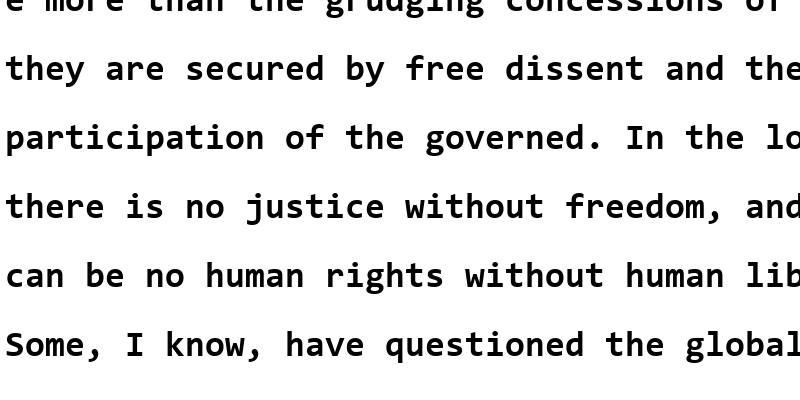 e more than the grudging concessions of
they are secured by free dissent and the
participation of the governed. In the lo
there is no justice without freedom, and
can be no human rights without human lib
Some, I know, have questioned the global